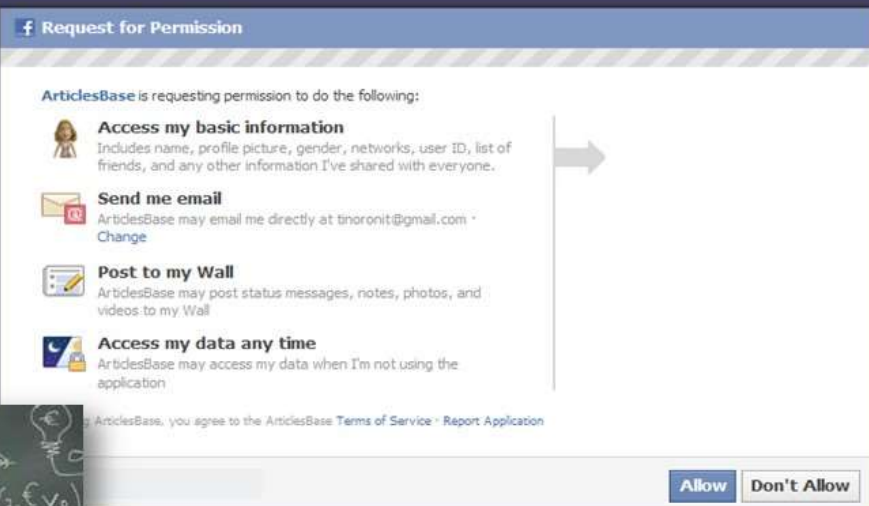 f Request for Permission
ArticlesBase is requesting permission to do the following:
Access my basic information
Includes name, profile picture, gender, networks, user ID, list of
friends, and any other information I've shared with everyone.
Send me email
ArticlesBase may email me directly at tinoronit@gmail.com ·
Change
Post to my Wall
ArticlesBase may post status messages, notes, photos, and
videos to my Wall
Access my data any time
ArticlesBase may access my data when I'm not using the
application
ArticlesBase, you agree to the ArticlesBase Terms of Service · Report Application
Allow Don't Allow